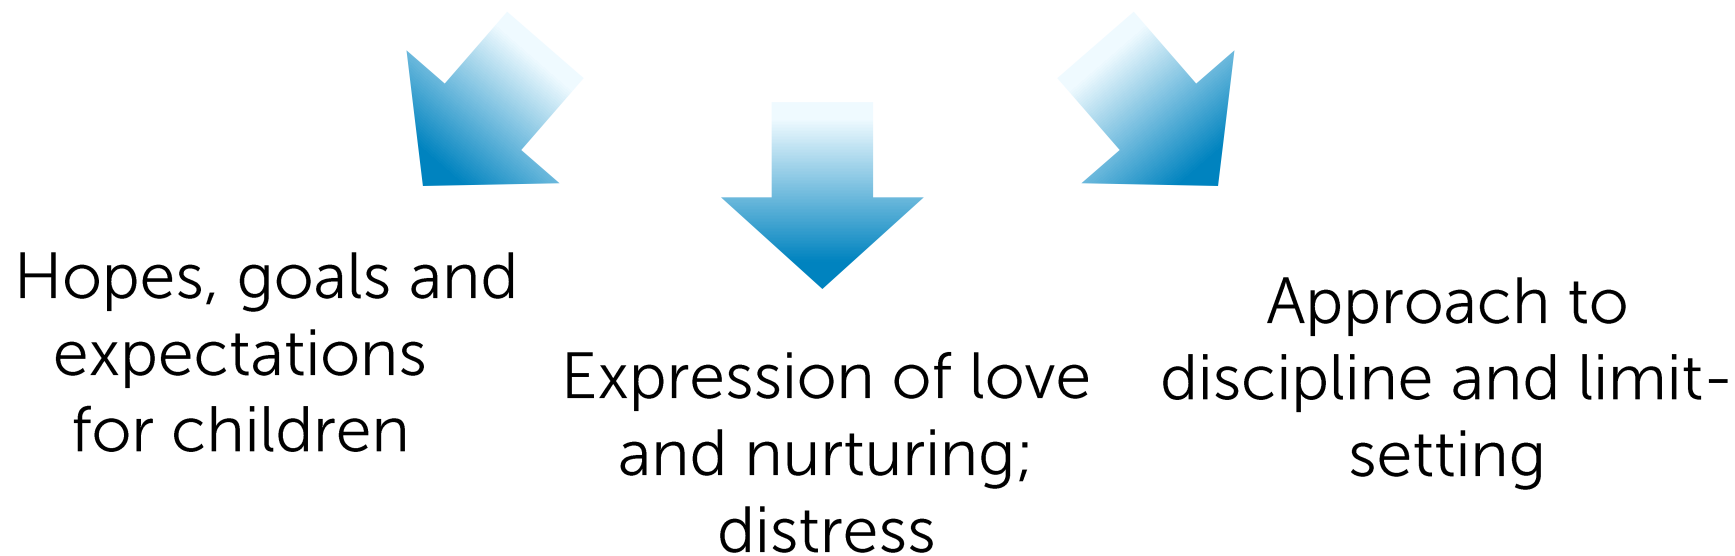 Hopes, goals and
expectations
for children
Expression of love
and nurturing;
distress
Approach to
discipline and limit-
setting